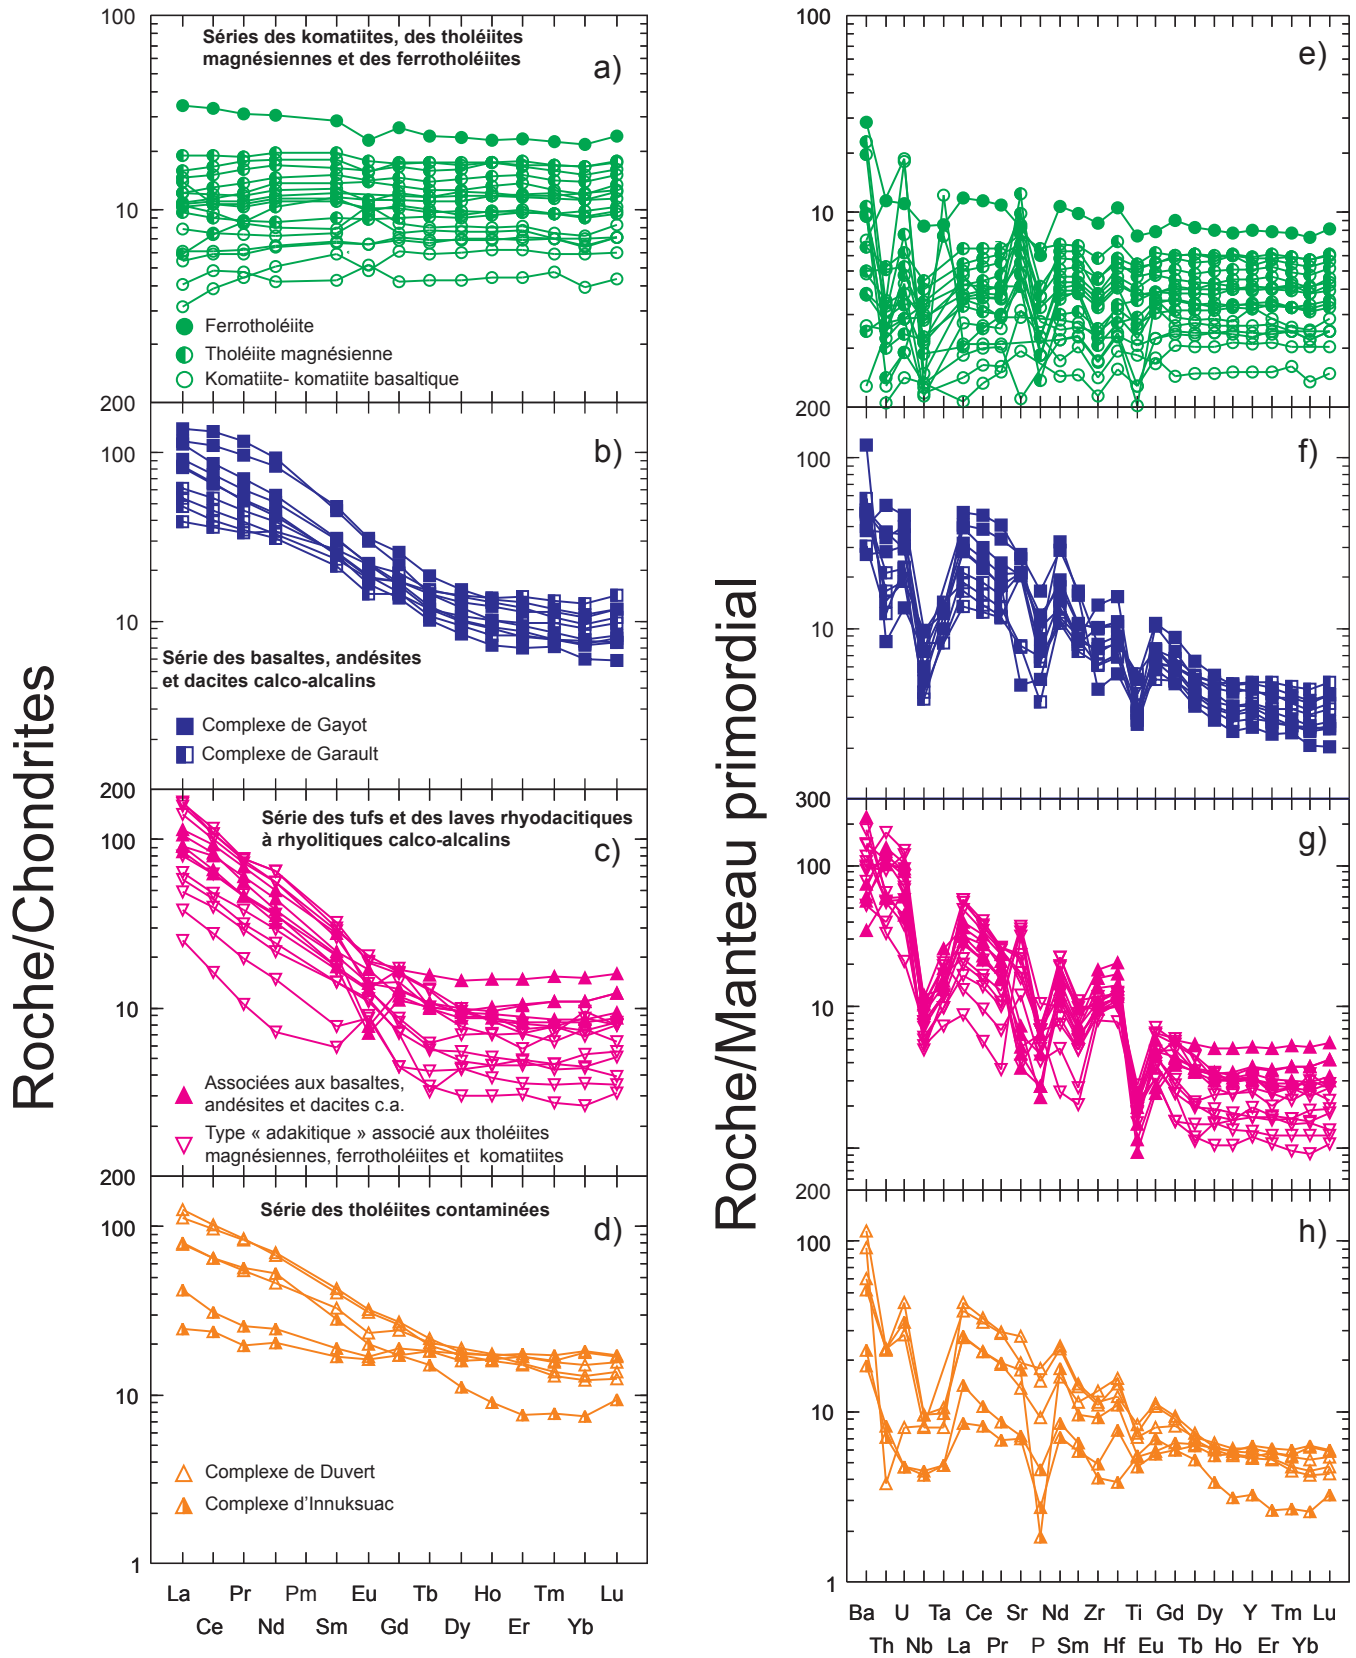 Roche/Chondrites
100
10
Séries des komatiites, des tholéiites
magnésiennes et des ferrotholéiites
a)
Ferrotholéiite
Tholéiite magnésienne
Komatiite- komatiite basaltique
200
100
10
b)
Série des basaltes, andésites
et dacites calco-alcalins
Complexe de Gayot
Complexe de Garault
200
100
10
Série des tufs et des laves rhyodacitiques
à rhyolitiques calco-alcalins
c)
Associées aux basaltes,
andésites et dacites c.a.
Type « adakitique » associé aux tholéiites
magnésiennes, ferrotholéiites et komatiites
200
100
10
1
Série des tholéiites contaminées
d)
Complexe de Duvert
Complexe d'Innuksuac
La Pr Pm Eu Tb Ho Tm Lu
Ce Nd Sm Gd Dy Er Yb
Roche/Manteau primordial
100
10
e)
200
100
10
f)
300
100
10
g)
200
100
10
1
h)
Ba U Ta Ce Sr Nd Zr Ti Gd Dy Y Tm Lu
Th Nb La Pr P Sm Hf Eu Tb Ho Er Yb